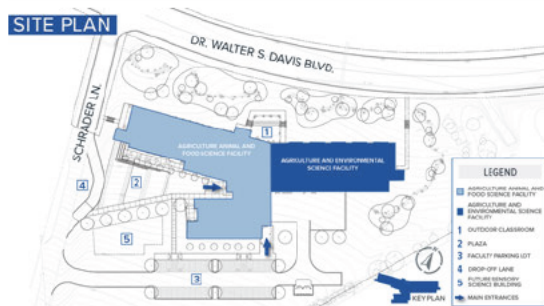 SITE PLAN
DR. WALTER S. DAVIS BLVD.
SCHRADER LN.
AGRICULTURE ANIMAL AND
FOOD SCIENCE FACILITY
1
AGRICULTURE AND ENVIRONMENTAL
SCIENCE FACILITY
2
4
5
3
LEGEND
AGRICULTURE ANIMAL AND
FOOD SCIENCE FACILITY
AGRICULTURE AND
ENVIRONMENTAL SCIENCE
FACILITY
1 OUTDOOR CLASSROOM
2 PLAZA
3 FACULTY PARKING LOT
4 DROP-OFF LANE
5 FUTURE SENSORY
SCIENCE BUILDING
MAIN ENTRANCES
KEY PLAN